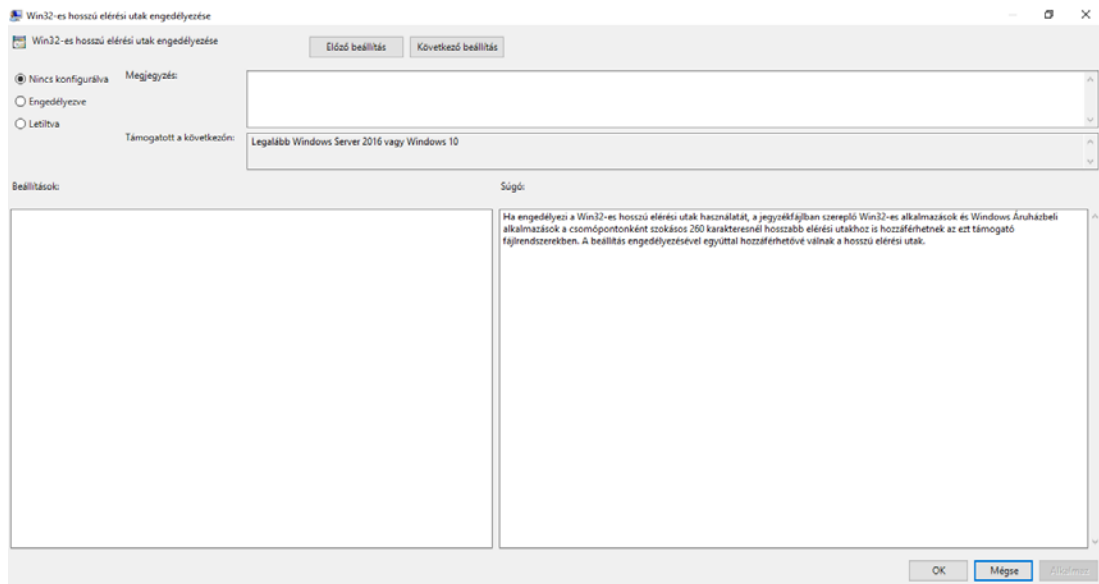 Win32-es hosszú elérési utak engedélyezése
Win32-es hosszú elérési utak engedélyezése
Előző beállítás
Következő beállítás
Nincs konfigurálva
Megjegyzés:
Engedélyezve
Letiltva
Támogatott a következőn:
Legalább Windows Server 2016 vagy Windows 10
Beállítások:
Súgó:
Ha engedélyezi a Win32-es hosszú elérési utak használatát, a jegyzékfájlban szereplő Win32-es alkalmazások és Windows Áruházbeli
alkalmazások a csomópontonként szokásos 260 karakteresnél hosszabb elérési utakhoz is hozzáférhetnek az ezt támogató
fájlrendszerekben. A beállítás engedélyezésével egyúttal hozzáférhetővé válnak a hosszú elérési utak.
OK
Mégse
Alkalmaz